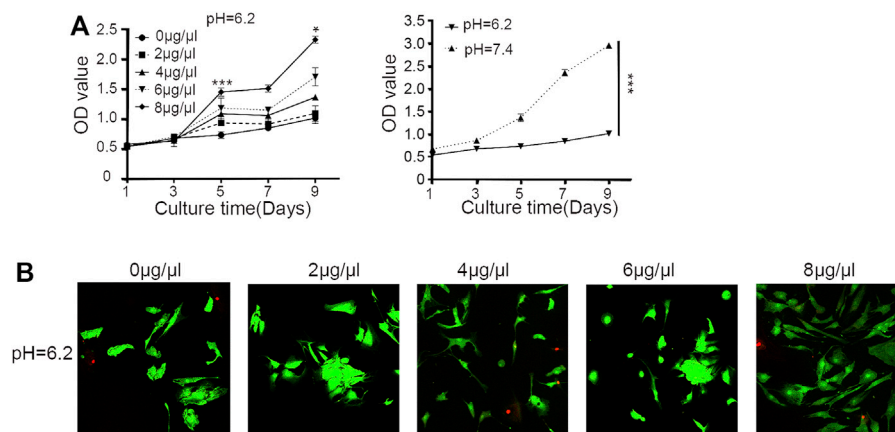 A
pH=6.2
OD value
2.5
2.0
1.5
1.0
0.5
0
0µg/µl
2µg/µl
4µg/µl
6µg/µl
8µg/µl
***
*
1 3 5 7 9
Culture time(Days)
pH=6.2
pH=7.4
OD value
3.5
3.0
2.5
2.0
1.5
1.0
0.5
0
***
1 3 5 7 9
Culture time(Days)
B
0µg/µl 2µg/µl 4µg/µl 6µg/µl 8µg/µl
pH=6.2